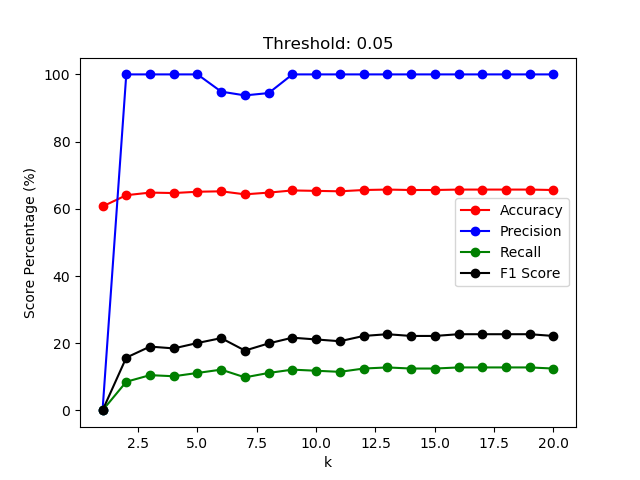 Threshold: 0.05
Score Percentage (%)
100
80
60
40
20
0
Accuracy
Precision
Recall
F1 Score
2.5 5.0 7.5 10.0 12.5 15.0 17.5 20.0
k